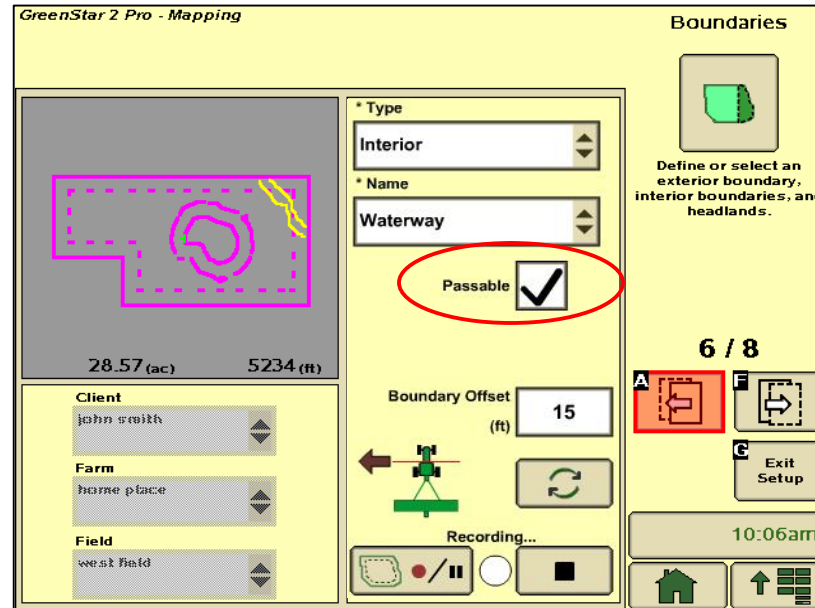 GreenStar 2 Pro - Mapping
Boundaries
* Type
Interior
* Name
Waterway
Passable
28.57 (ac) 5234 (ft)
Define or select an
exterior boundary,
interior boundaries, and
headlands.
6 / 8
A
F
G
Exit
Setup
Client
john smith
Farm
home place
Field
west field
Boundary Offset
(ft)
15
Recording...
10:06am